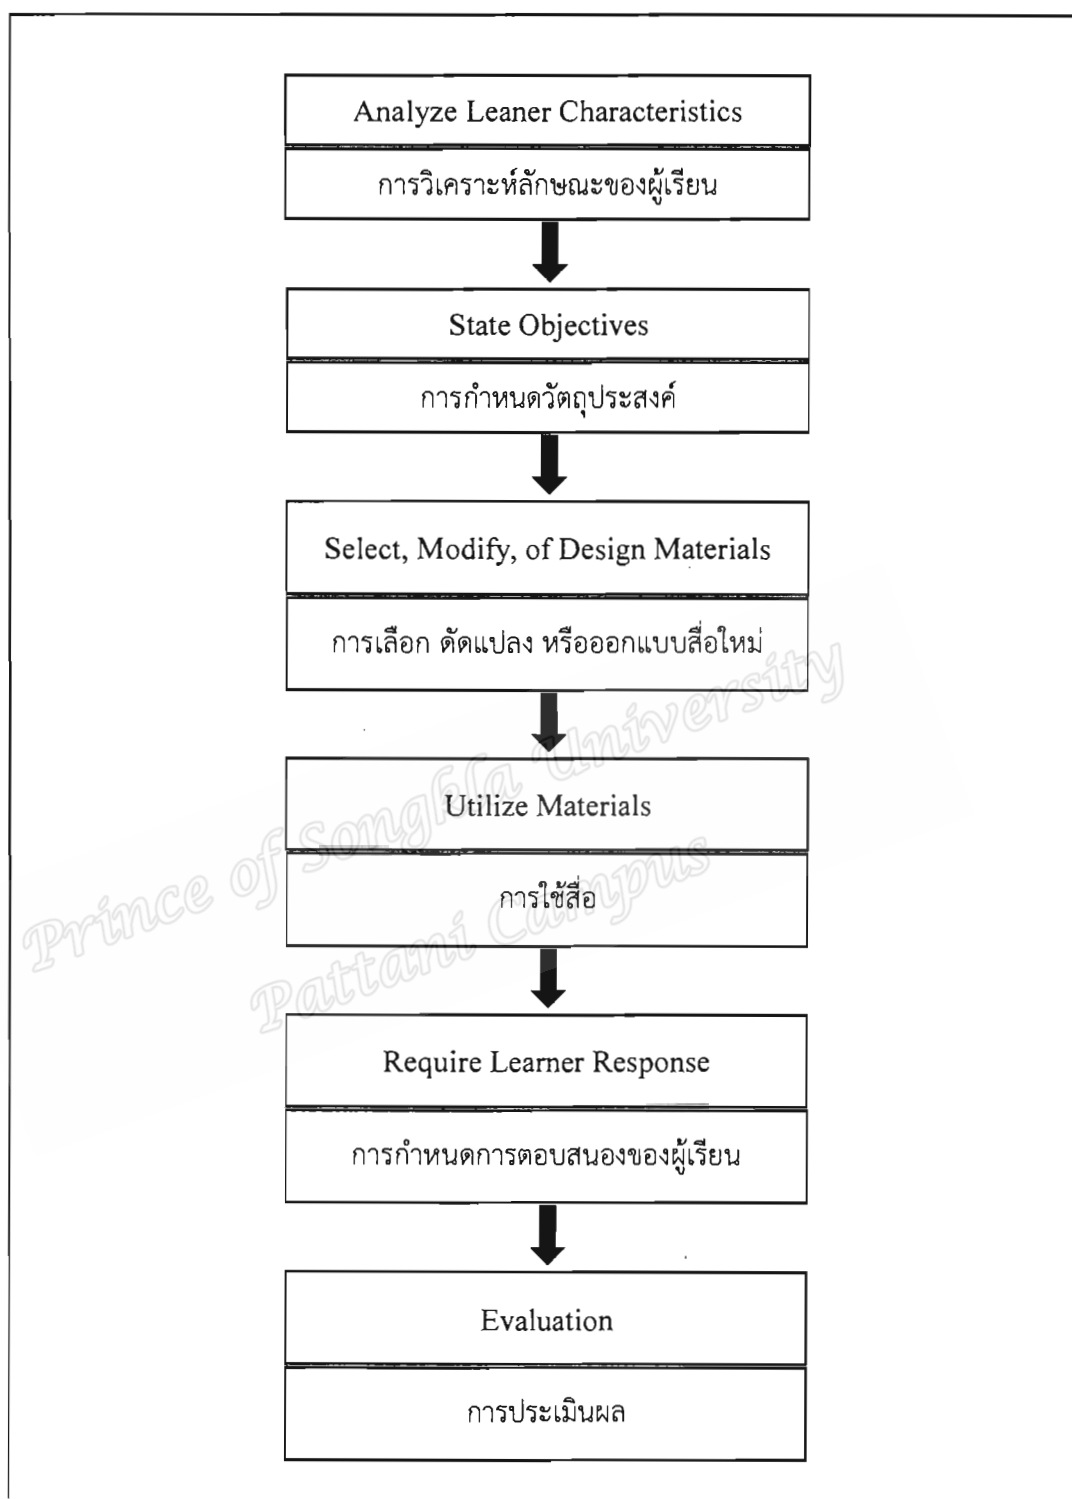 Analyze Leaner Characteristics
การวิเคราะห์ลักษณะของผู้เรียน
State Objectives
การกำหนดวัตถุประสงค์
Select, Modify, of Design Materials
การเลือก ดัดแปลง หรือออกแบบสื่อใหม่
Utilize Materials
การใช้สื่อ
Prince of Songkla University
Pattani Campus
Require Learner Response
การกำหนดการตอบสนองของผู้เรียน
Evaluation
การประเมินผล